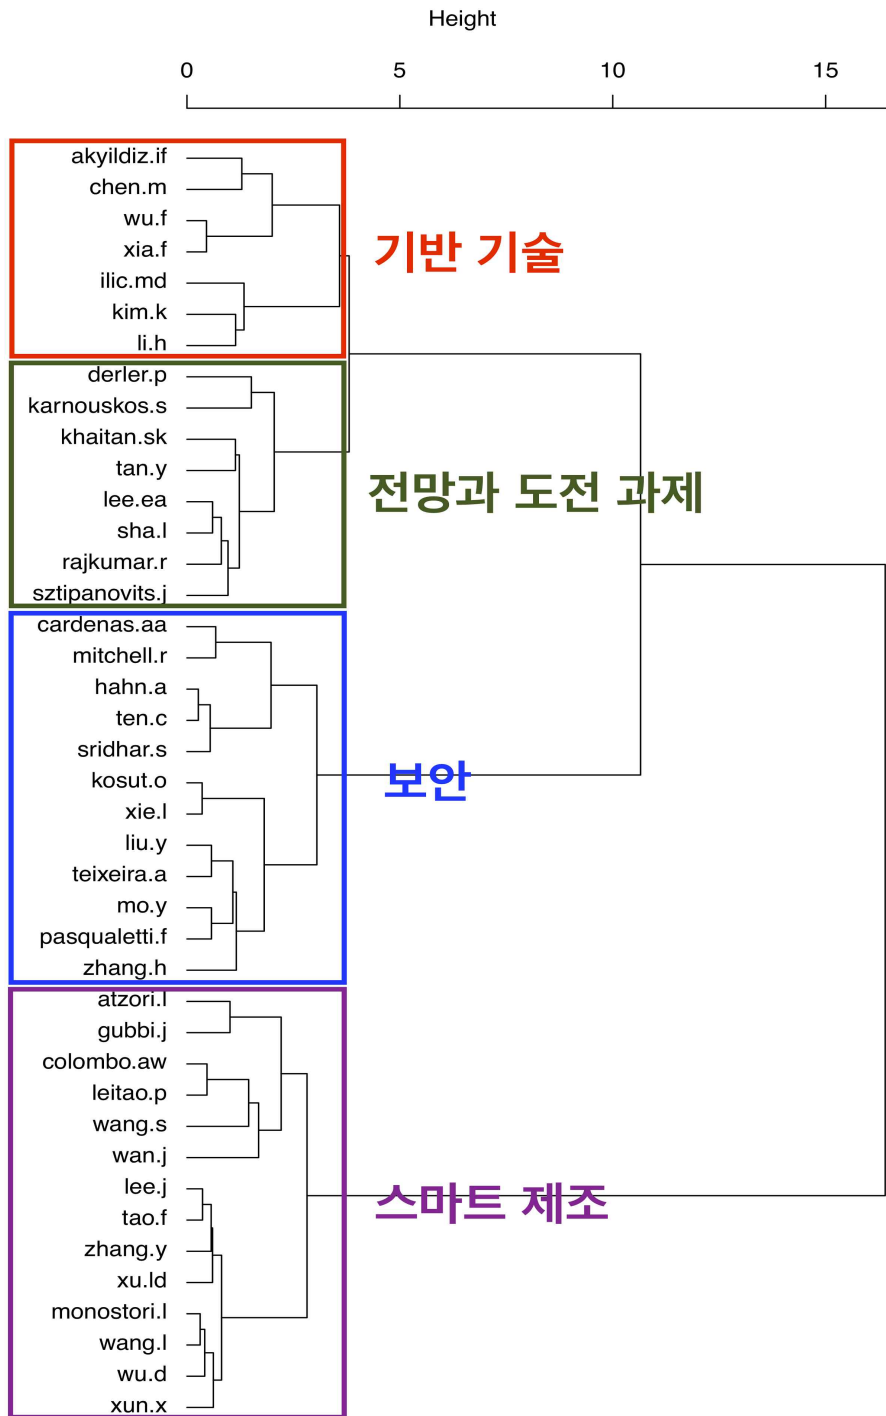 Height
0 5 10 15
akyildiz.if
chen.m
wu.f
xia.f
기반 기술
ilic.md
kim.k
li.h
derler.p
karnouskos.s
khaitan.sk
tan.y
전망과 도전 과제
lee.ea
sha.l
rajkumar.r
sztipanovits.j
cardenas.aa
mitchell.r
hahn.a
ten.c
sridhar.s
kosut.o
보안
xie.l
liu.y
teixeira.a
mo.y
pasqualetti.f
zhang.h
atzori.l
gubbi.j
colombo.aw
leitao.p
wang.s
wan.j
lee.j
스마트 제조
tao.f
zhang.y
xu.ld
monostori.l
wang.l
wu.d
xun.x